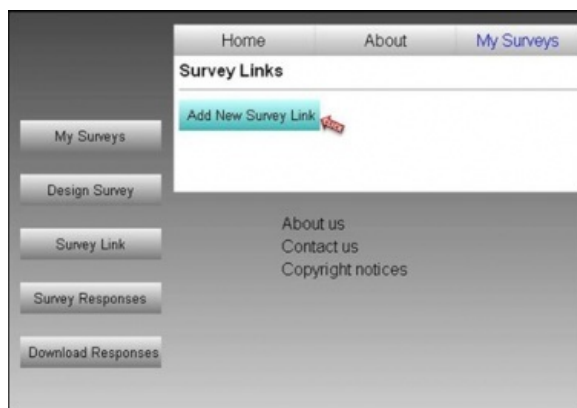 Home About My Surveys
Survey Links
Add New Survey Link
My Surveys
Design Survey
Survey Link
Survey Responses
Download Responses
About us
Contact us
Copyright notices